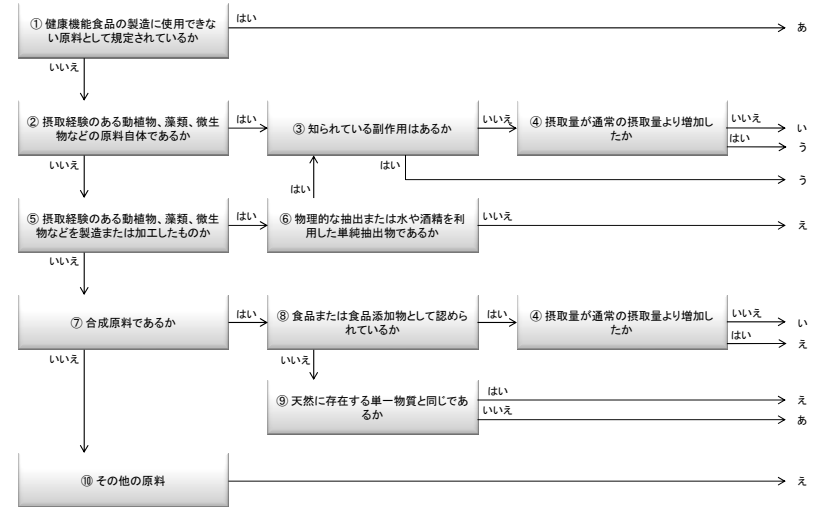 ① 健康機能食品の製造に使用できな
い原料として規定されているか
はい
あ
いいえ
② 摂取経験のある動植物、藻類、微生
物などの原料自体であるか
はい
③ 知られている副作用はあるか
いいえ
④ 摂取量が通常の摂取量より増加し
たか
いいえ
い
はい
う
いいえ
はい
う
はい
⑤ 摂取経験のある動植物、藻類、微生
物などを製造または加工したものか
はい
⑥ 物理的な抽出または水や酒精を利
用した単純抽出物であるか
いいえ
え
いいえ
⑦ 合成原料であるか
はい
⑧ 食品または食品添加物として認めら
れているか
はい
④ 摂取量が通常の摂取量より増加し
たか
いいえ
い
はい
え
いいえ
いいえ
⑨ 天然に存在する単一物質と同じであ
るか
はい
え
いいえ
あ
⑩ その他の原料
え